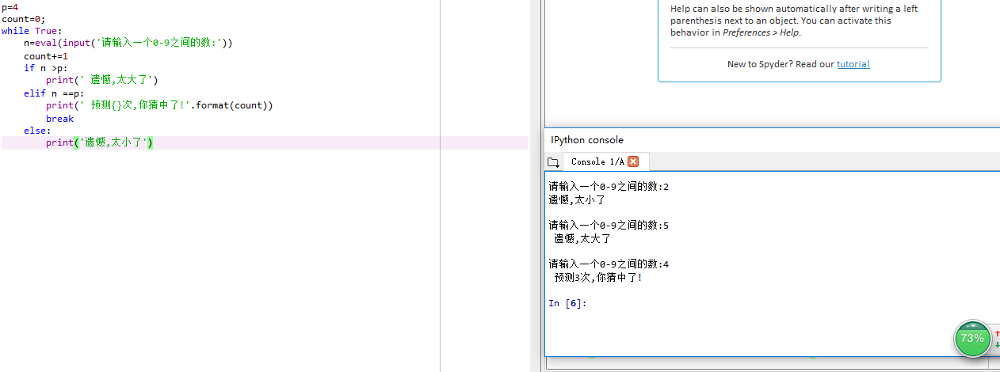 p=4
count=0;
while True:
    n=eval(input('请输入一个0-9之间的数:'))
    count+=1
    if n >p:
        print(' 遗憾,太大了')
    elif n ==p:
        print(' 预测{}次,你猜中了!'.format(count))
        break
    else:
        print('遗憾,太小了')
Help can also be shown automatically after writing a left
parenthesis next to an object. You can activate this
behavior in Preferences > Help.
New to Spyder? Read our tutorial
IPython console
Console 1/A
请输入一个0-9之间的数:2
遗憾,太小了
请输入一个0-9之间的数:5
 遗憾,太大了
请输入一个0-9之间的数:4
 预测3次,你猜中了!
In [6]:
73%